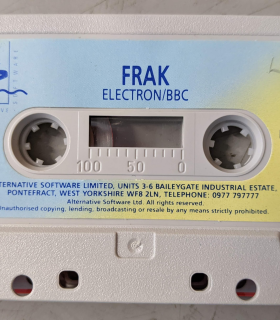 FRAK
ELECTRON/BBC
100 50 0
TERNATIVE SOFTWARE LIMITED, UNITS 3-6 BAILEYGATE INDUSTRIAL ESTATE,
PONTEFRACT, WEST YORKSHIRE WF8 2LN, TELEPHONE: 0977 797777
Alternative Software Ltd. All rights reserved.
nauthorised copying, lending, broadcasting or resale by any means strictly prohibited.